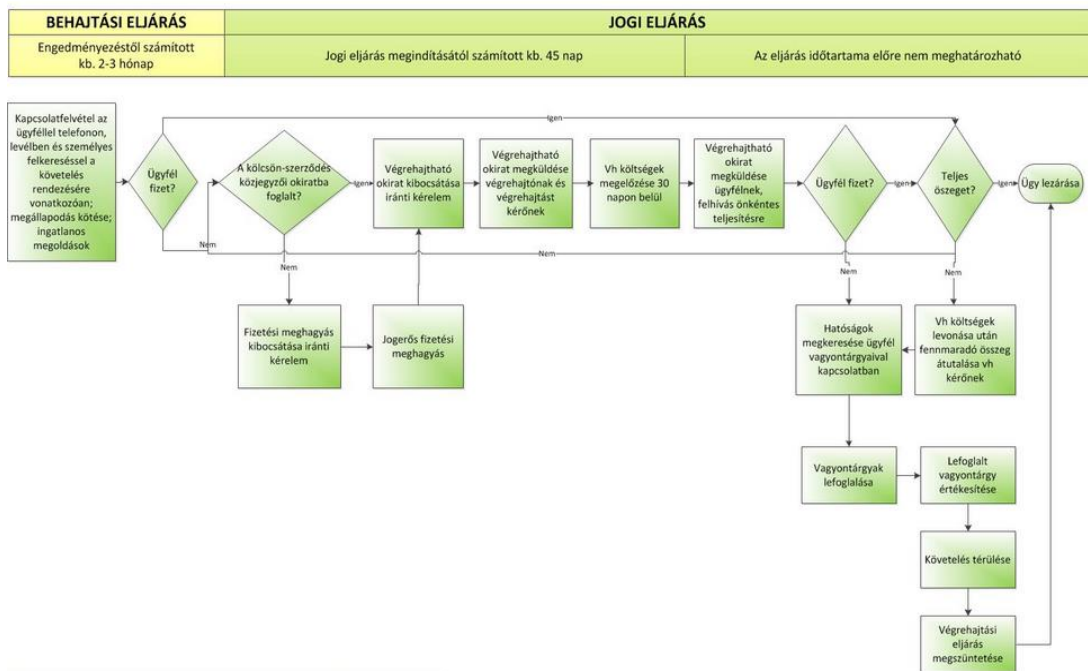 BEHAJTÁSI ELJÁRÁS
JOGI ELJÁRÁS
Engedményezéstől számított
kb. 2-3 hónap
Jogi eljárás megindításától számított kb. 45 nap
Az eljárás időtartama előre nem meghatározható
Kapcsolatfelvétel az
ügyféllel telefonon,
levélben és személyes
felkereséssel a
követelés
rendezésére
vonatkozóan;
megállapodás kötése;
ingatlanos
megoldások
Ügyfél
fizet?
Igen
Nem
A kölcsön-szerződés
közjegyzői okiratba
foglalt?
Igen
Nem
Végrehajtható
okirat kibocsátása
iránti kérelem
Végrehajtható
okirat megküldése
végrehajtónak és
végrehajtást
kérőnek
Vh költségek
megelőzése 30
napon belül
Végrehajtható
okirat
megküldése
ügyfélnek,
felhívás önkéntes
teljesítésre
Ügyfél fizet?
Igen
Nem
Teljes
öszeget?
Igen
Nem
Nem
Ügy lezárása
Fizetési meghagyás
kibocsátása iránti
kérelem
Jogerős fizetési
meghagyás
Hatóságok
megkeresése ügyfél
vagyontárgyaival
kapcsolatban
Vh költségek
levonása után
fennmaradó összeg
átutalása vh
kérőnek
Vagyontárgyak
lefoglalása
Lefoglalt
vagyontárgy
értékesítése
Követelés térülése
Végrehajtási
eljárás
megszüntetése